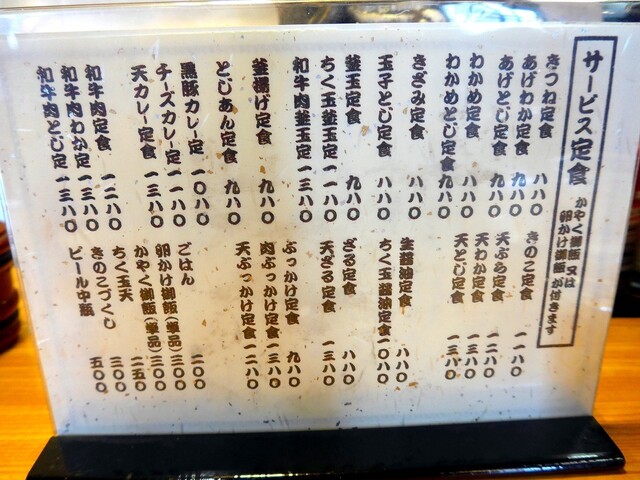 サービス定食
かやく御飯 又は
卵かけ御飯 が付きます
きつね定食 八八〇
あげわか定食 九八〇
あげとじ定食 九八〇
わかめ定食 八八〇
わかめとじ定食 九八〇
きざみ定食 八八〇
玉子とじ定食 八八〇
釜玉定食 九八〇
ちく玉釜玉定食 一一八〇
和牛肉釜玉定食 一三八〇
釜揚げ定食 九八〇
とじあん定食 九八〇
黒豚カレー定 一〇八〇
チーズカレー定 一一八〇
天カレー定食 一三八〇
和牛肉定食 一二八〇
和牛肉わか定 一三八〇
和牛肉とじ定 一三八〇
きのこ定食 一一八〇
天ぷら定食 一二八〇
天わか定食 一三八〇
天とじ定食 一三八〇
生醤油定食 八八〇
ちく玉醤油定食 一〇八〇
ざる定食 八八〇
天ざる定食 一三八〇
ぶっかけ定食 九八〇
肉ぶっかけ定食 一三八〇
天ぶっかけ定食 一二八〇
ごはん 二〇〇
卵かけ御飯(単品) 三〇〇
かやく御飯(単品) 三〇〇
ちく玉天 二五〇
きのこづくし 三〇〇
ビール中瓶 五〇〇